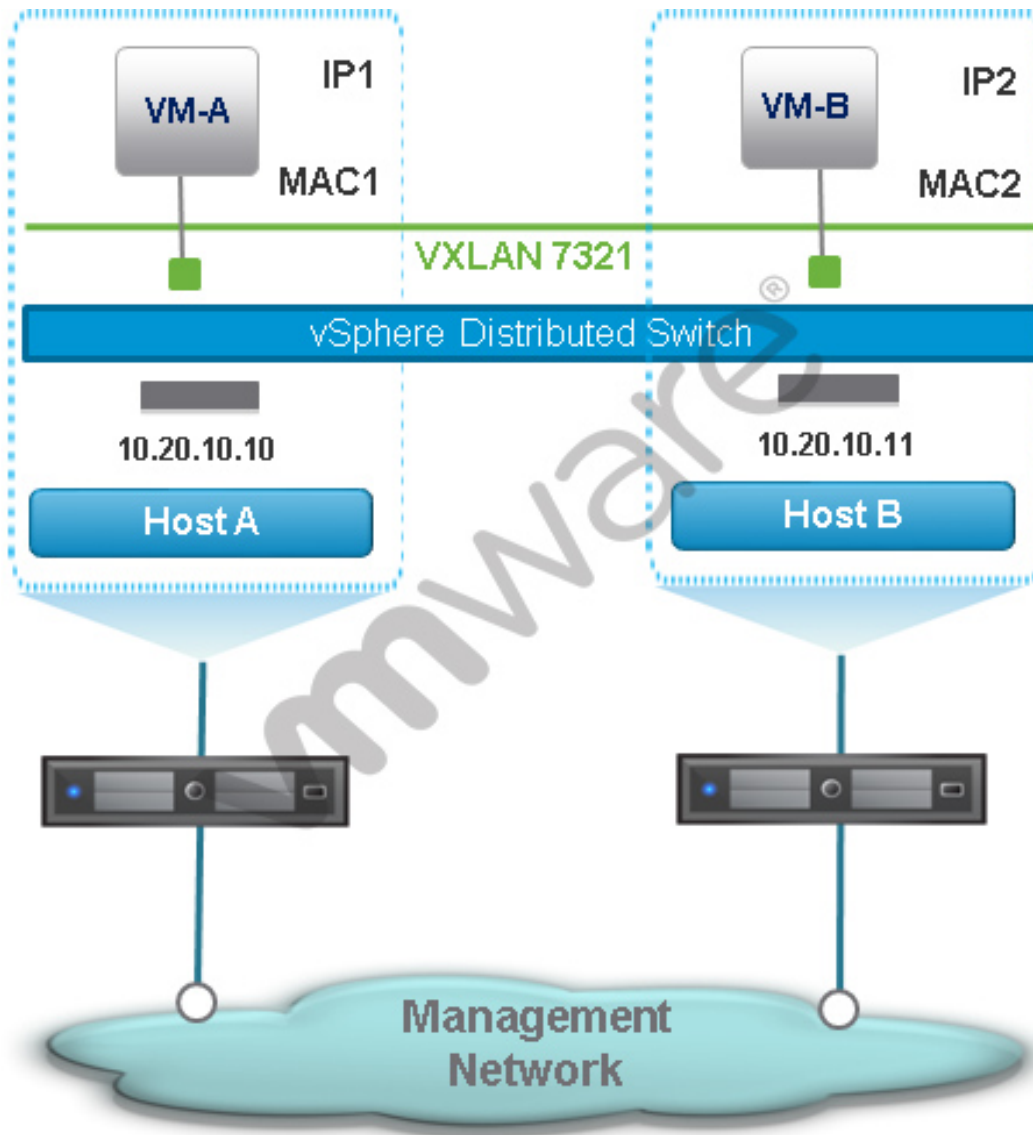 VM-A
IP1
MAC1
VM-B
IP2
MAC2
VXLAN 7321
vSphere Distributed Switch
10.20.10.10
10.20.10.11
Host A
Host B
vmware®
Management
Network